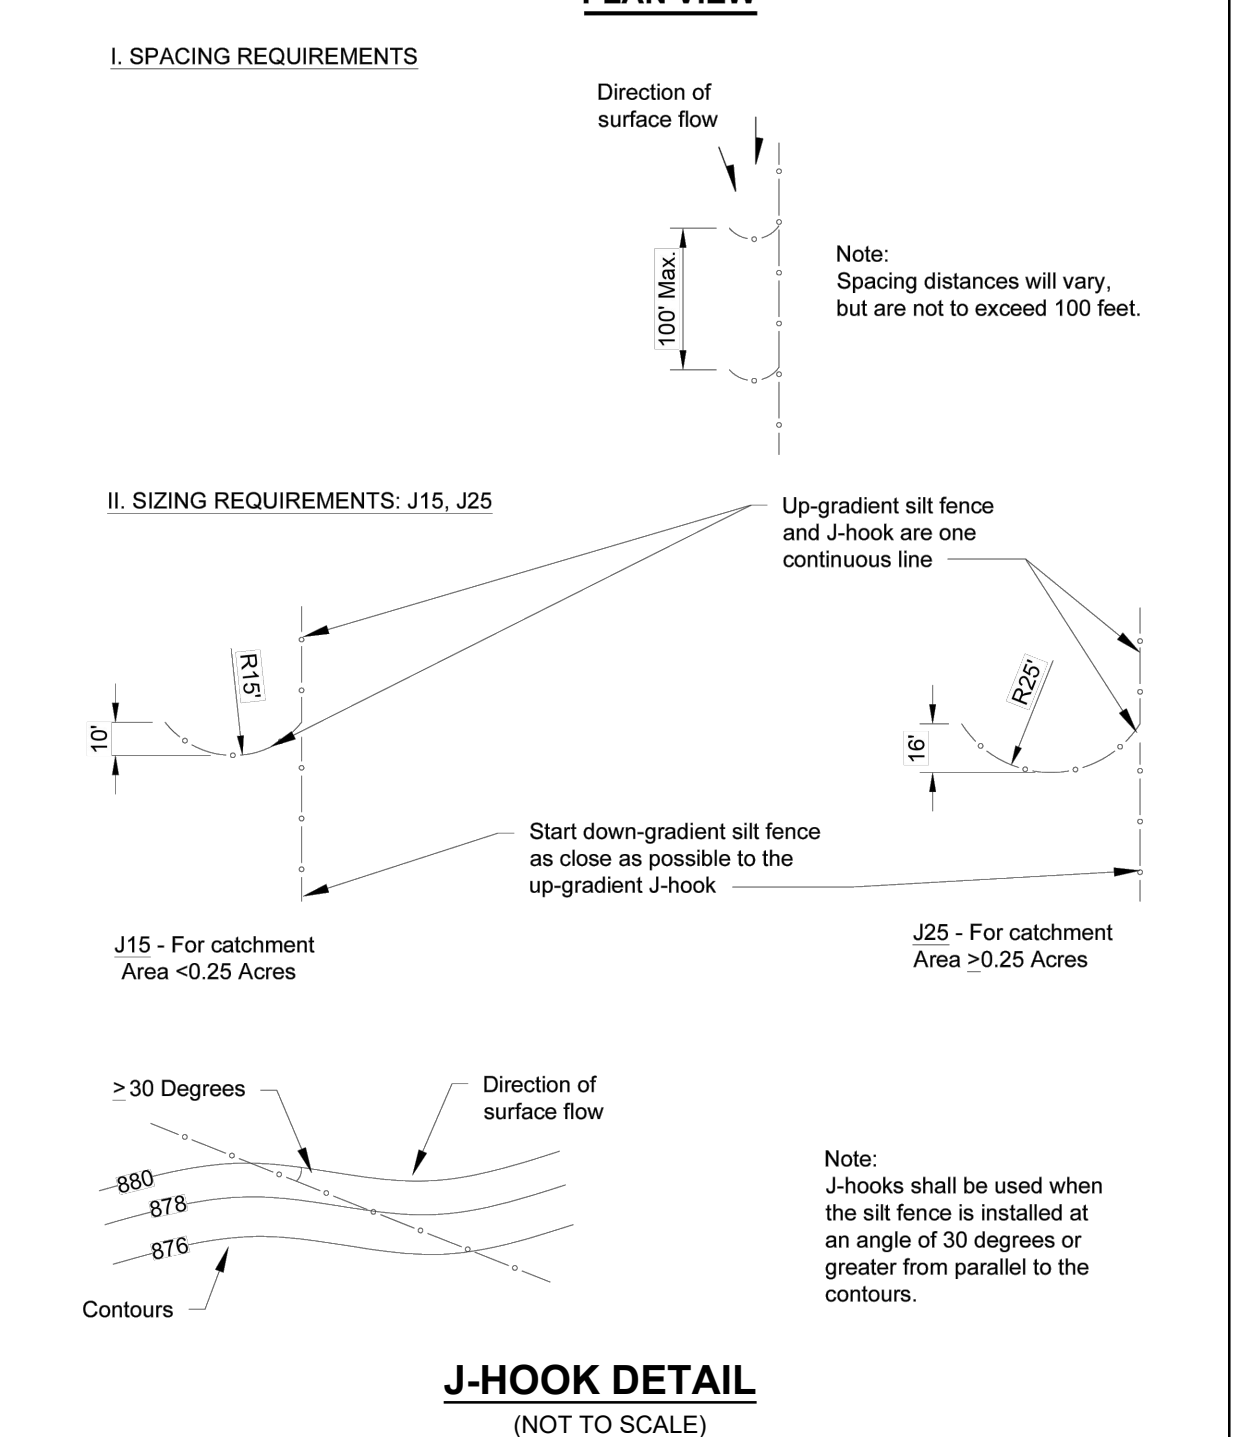 PLAN VIEW
I. SPACING REQUIREMENTS
Direction of
surface flow
100' Max.
Note:
Spacing distances will vary,
but are not to exceed 100 feet.
II. SIZING REQUIREMENTS: J15, J25
Up-gradient silt fence
and J-hook are one
continuous line
R15'
10'
R25'
16'
Start down-gradient silt fence
as close as possible to the
up-gradient J-hook
J15 - For catchment
Area <0.25 Acres
J25 - For catchment
Area ≥0.25 Acres
≥30 Degrees
Direction of
surface flow
880
878
876
Contours
Note:
J-hooks shall be used when
the silt fence is installed at
an angle of 30 degrees or
greater from parallel to the
contours.
J-HOOK DETAIL
(NOT TO SCALE)